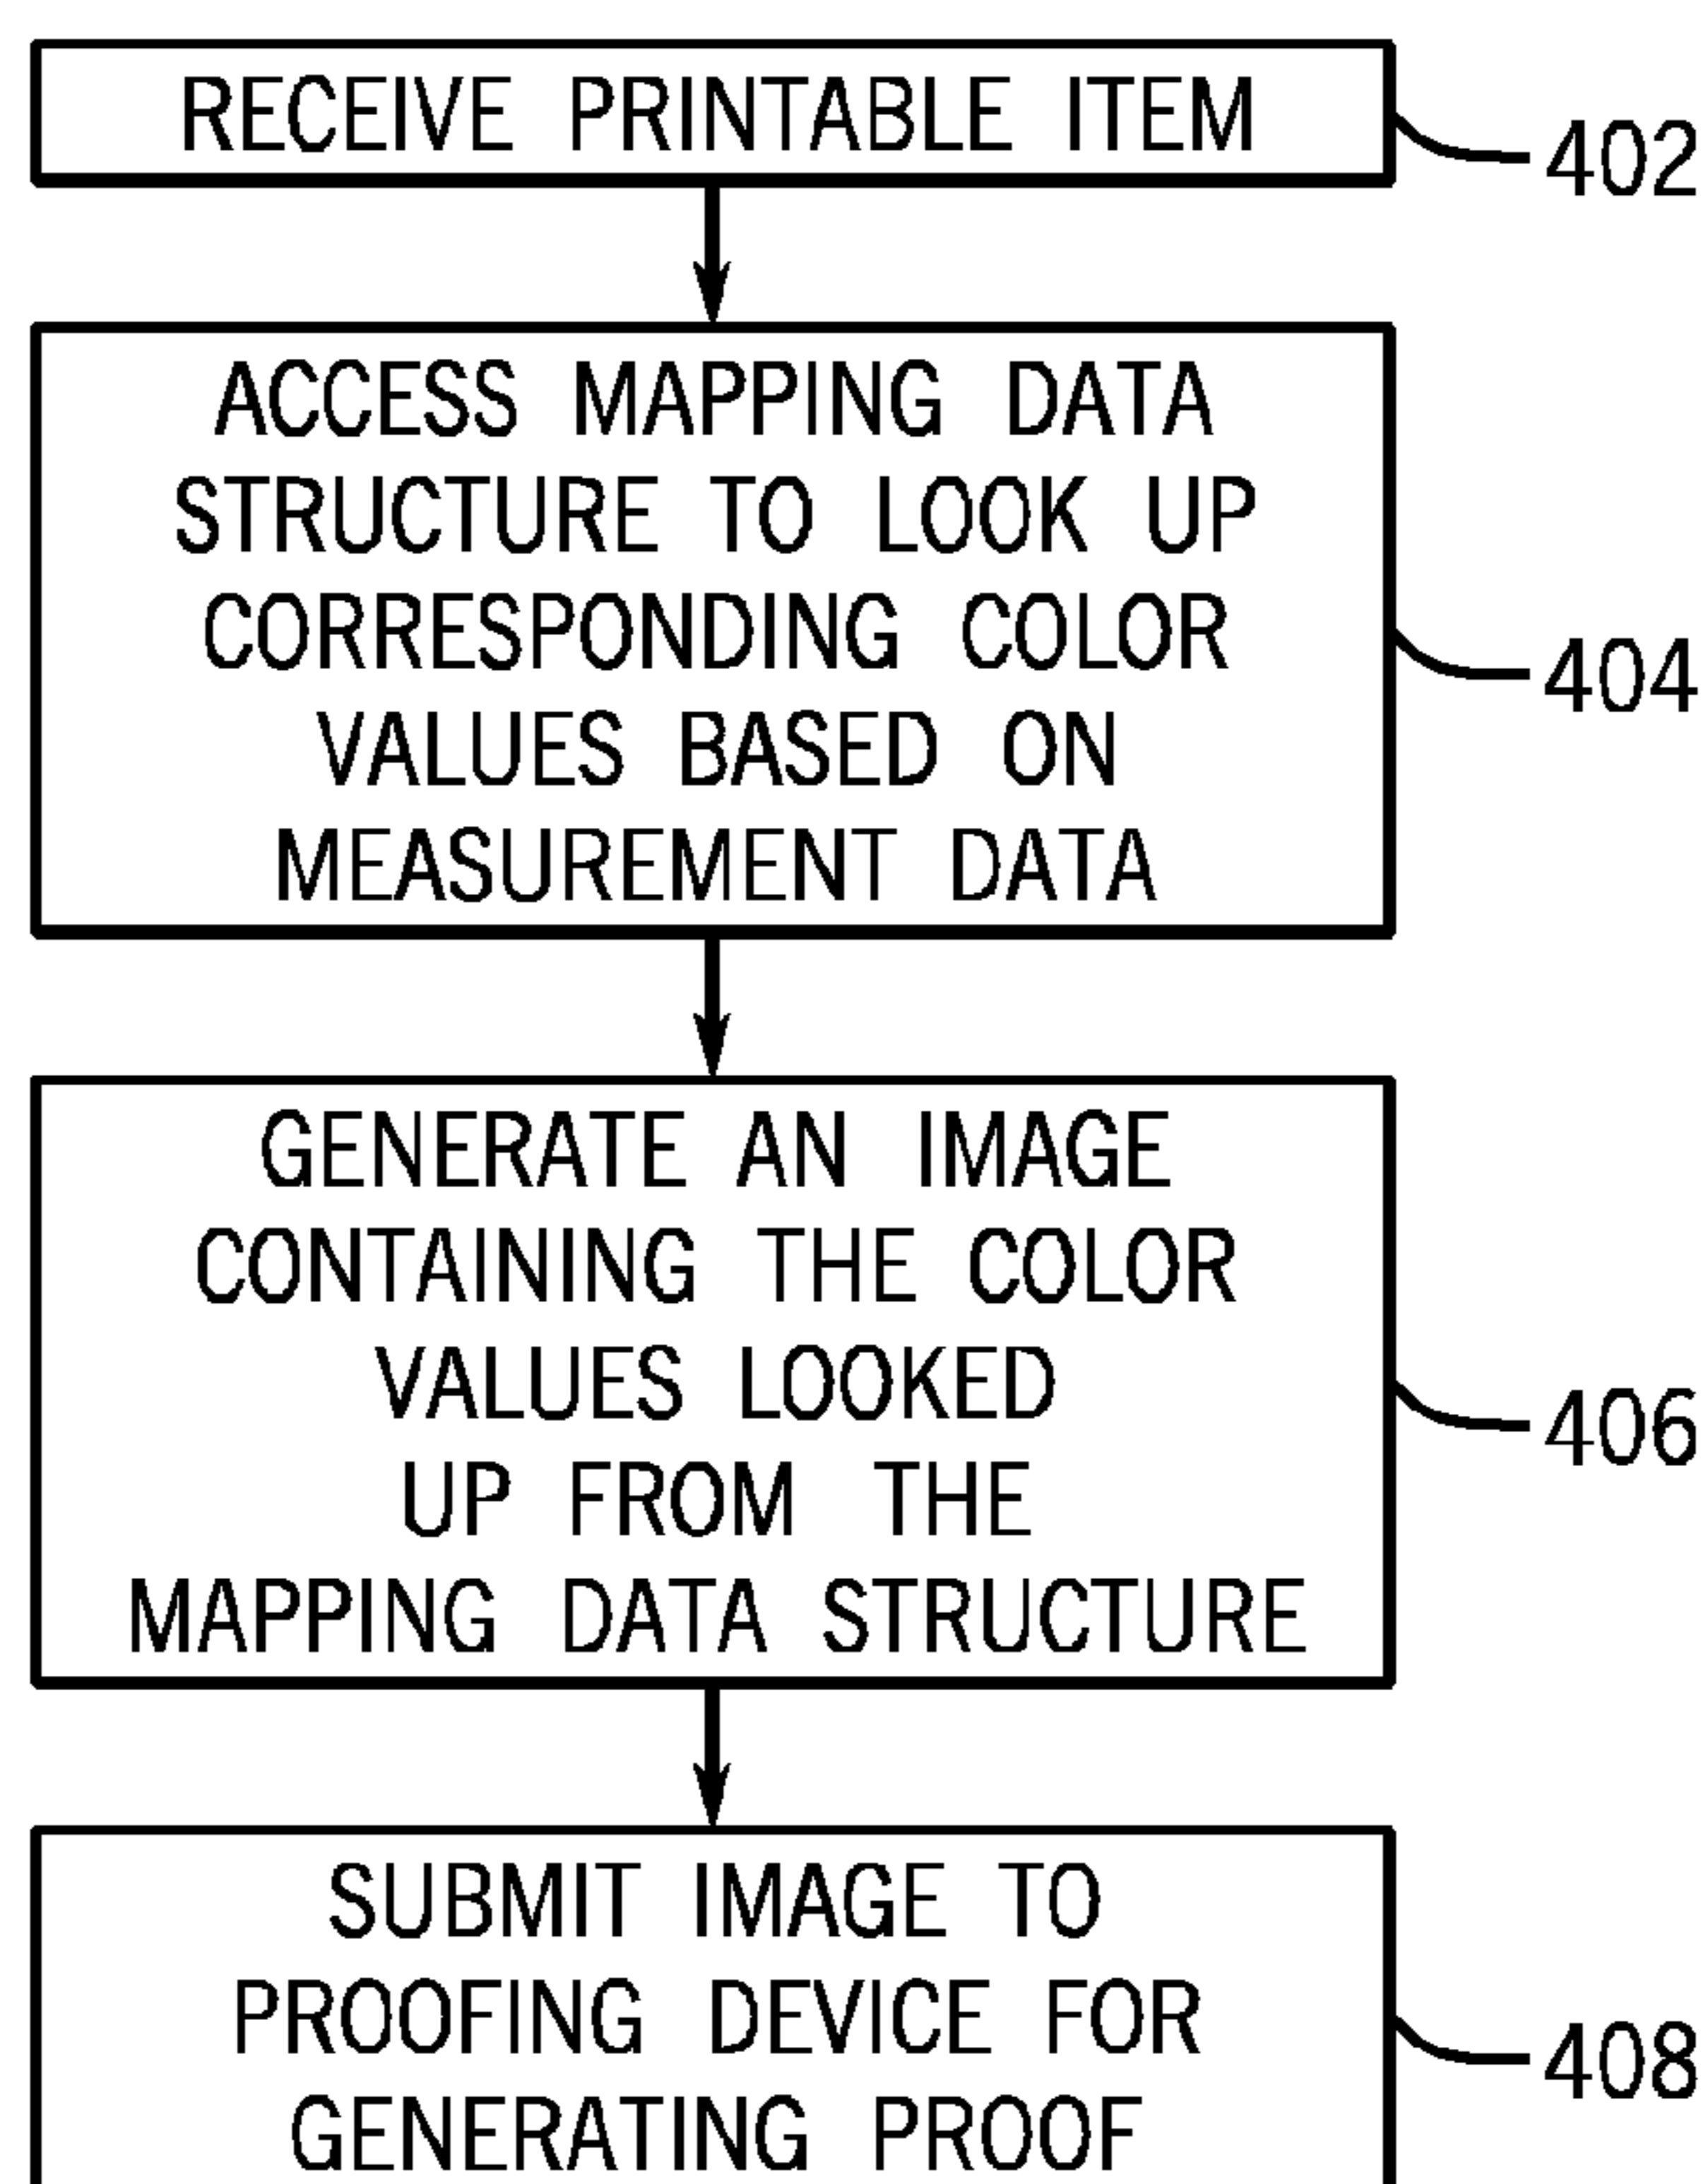 RECEIVE PRINTABLE ITEM
402
ACCESS MAPPING DATA
STRUCTURE TO LOOK UP
CORRESPONDING COLOR
VALUES BASED ON
MEASUREMENT DATA
404
GENERATE AN IMAGE
CONTAINING THE COLOR
VALUES LOOKED
UP FROM THE
MAPPING DATA STRUCTURE
406
SUBMIT IMAGE TO
PROOFING DEVICE FOR
GENERATING PROOF
408